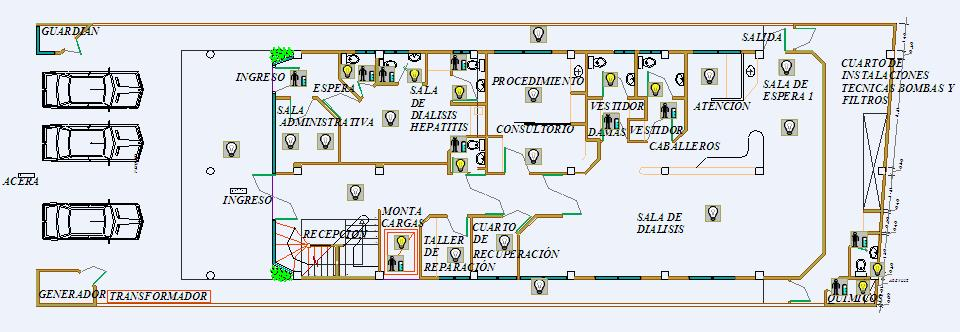 GUARDIAN
SALIDA
CUARTO DE
INSTALACIONES
TECNICAS BOMBAS Y
FILTROS
INGRESO
ESPERA
SALA
DE
DIALISIS
HEPATITIS
PROCEDIMIENTO
SALA DE
ESPERA 1
SALA
ADMINISTRATIVA
VESTIDOR
DAMAS
ATENCION
CONSULTORIO
VESTIDOR
CABALLEROS
ACERA
INGRESO
MONTA
CARGAS
SALA DE
DIALISIS
RECEPCION
TALLER
DE
REPARACIÓN
CUARTO
DE
RECUPERACIÓN
GENERADOR
TRANSFORMADOR
QUIMICOS